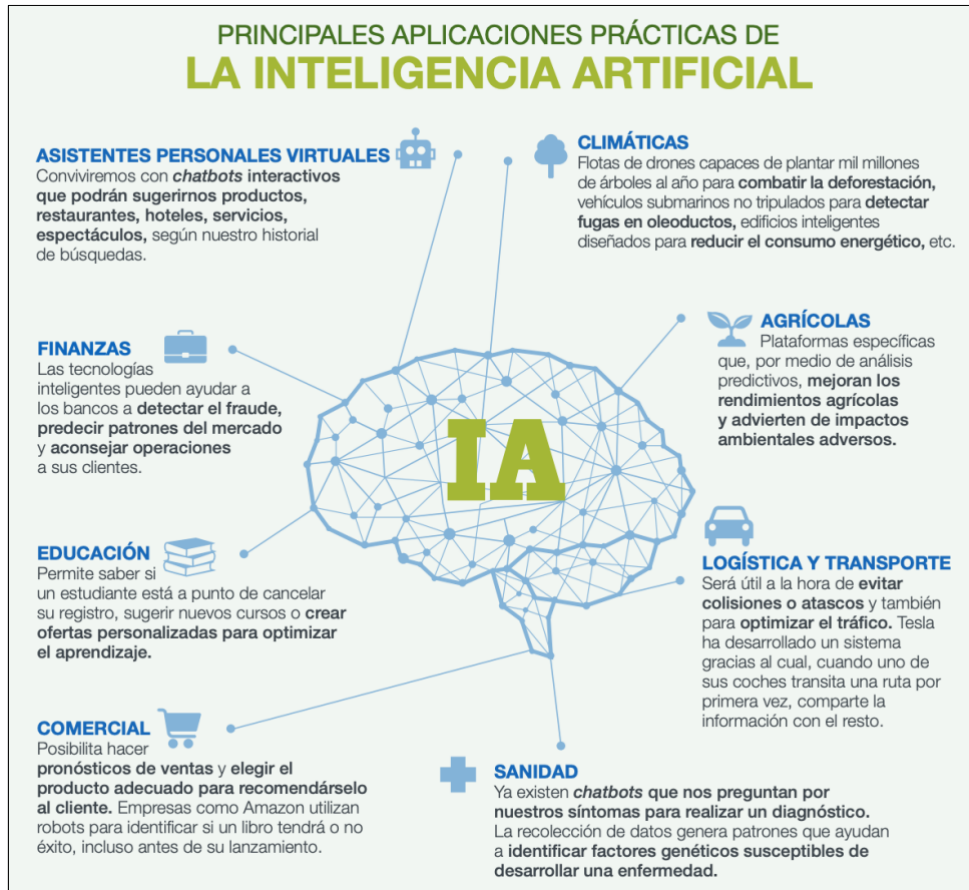 PRINCIPALES APLICACIONES PRÁCTICAS DE
LA INTELIGENCIA ARTIFICIAL
ASISTENTES PERSONALES VIRTUALES
Conviviremos con chatbots interactivos
que podrán sugerirnos productos,
restaurantes, hoteles, servicios,
espectáculos, según nuestro historial
de búsquedas.
CLIMÁTICAS
Flotas de drones capaces de plantar mil millones
de árboles al año para combatir la deforestación,
vehículos submarinos no tripulados para detectar
fugas en oleoductos, edificios inteligentes
diseñados para reducir el consumo energético, etc.
FINANZAS
Las tecnologías
inteligentes pueden ayudar a
los bancos a detectar el fraude,
predecir patrones del mercado
y aconsejar operaciones
a sus clientes.
AGRÍCOLAS
Plataformas específicas
que, por medio de análisis
predictivos, mejoran los
rendimientos agrícolas
y advierten de impactos
ambientales adversos.
IA
EDUCACIÓN
Permite saber si
un estudiante está a punto de cancelar
su registro, sugerir nuevos cursos o crear
ofertas personalizadas para optimizar
el aprendizaje.
LOGÍSTICA Y TRANSPORTE
Será útil a la hora de evitar
colisiones o atascos y también
para optimizar el tráfico. Tesla
ha desarrollado un sistema
gracias al cual, cuando uno de
sus coches transita una ruta por
primera vez, comparte la
información con el resto.
COMERCIAL
Posibilita hacer
pronósticos de ventas y elegir el
producto adecuado para recomendárselo
al cliente. Empresas como Amazon utilizan
robots para identificar si un libro tendrá o no
éxito, incluso antes de su lanzamiento.
SANIDAD
Ya existen chatbots que nos preguntan por
nuestros síntomas para realizar un diagnóstico.
La recolección de datos genera patrones que ayudan
a identificar factores genéticos susceptibles de
desarrollar una enfermedad.